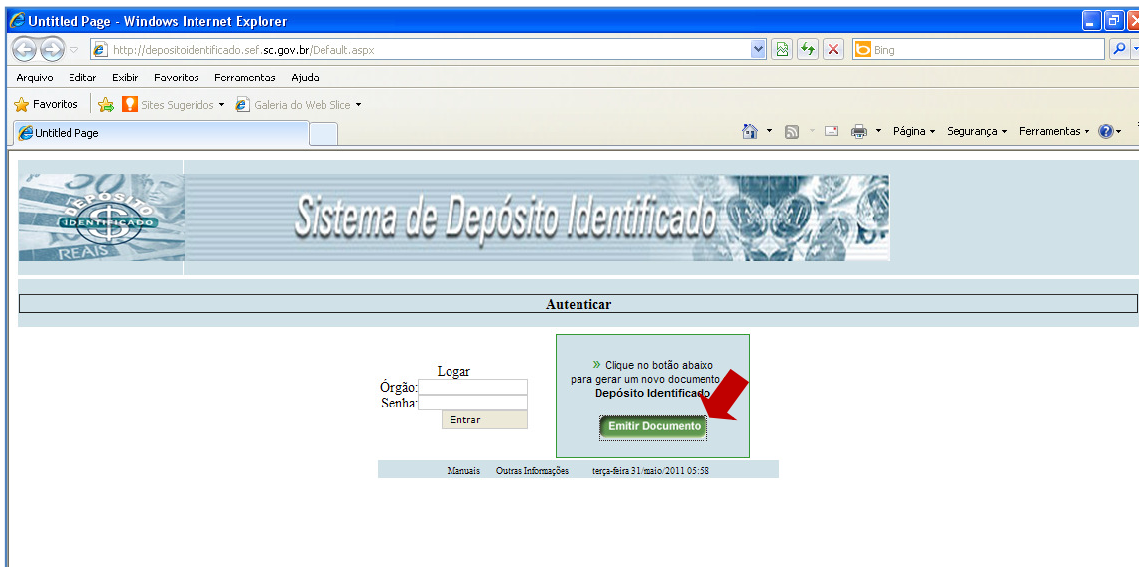 Untitled Page - Windows Internet Explorer
http://depositoidentificado.sef.sc.gov.br/Default.aspx
Bing
Arquivo Editar Exibir Favoritos Ferramentas Ajuda
Favoritos Sites Sugeridos Galeria do Web Slice
Untitled Page
Página Segurança Ferramentas
50
DEPÓSITO
IDENTIFICADO
REAIS
Sistema de Depósito Identificado
Autenticar
Logar
Órgão:
Senha:
Entrar
» Clique no botão abaixo
para gerar um novo documento
Depósito Identificado
Emitir Documento
Manuais Outras Informações terça-feira 31/maio/2011 05:58